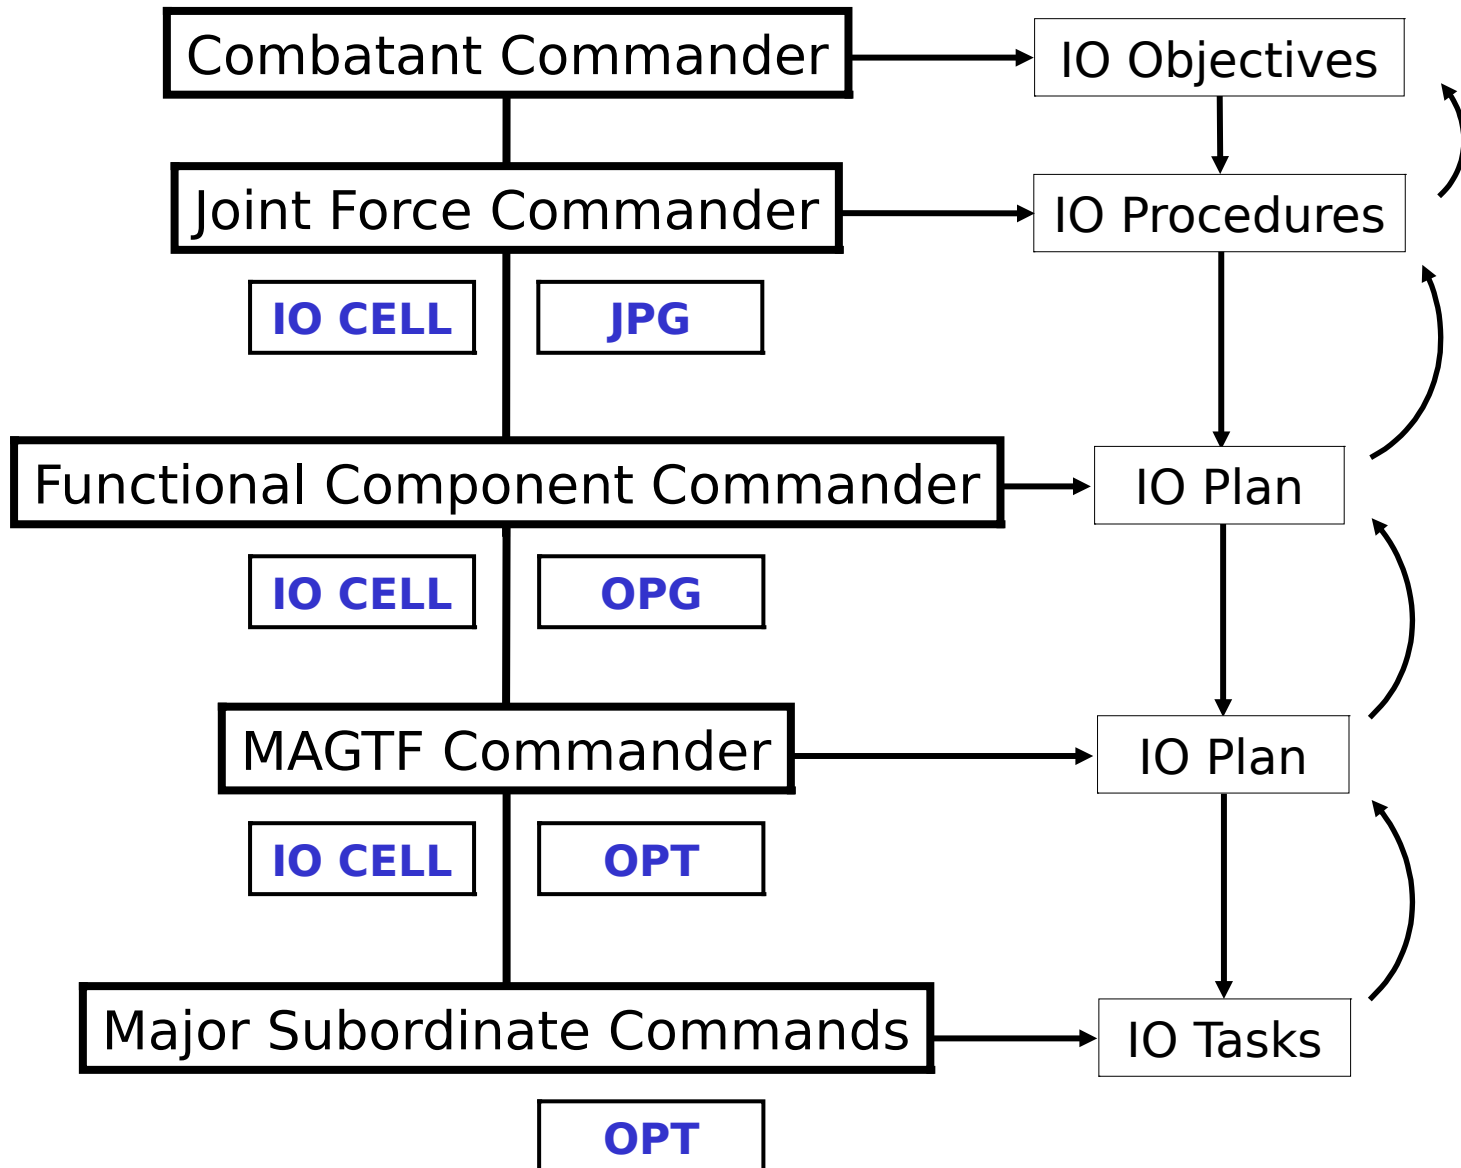 Combatant Commander
IO Objectives
Joint Force Commander
IO Procedures
IO CELL
JPG
Functional Component Commander
IO Plan
IO CELL
OPG
MAGTF Commander
IO Plan
IO CELL
OPT
Major Subordinate Commands
IO Tasks
OPT